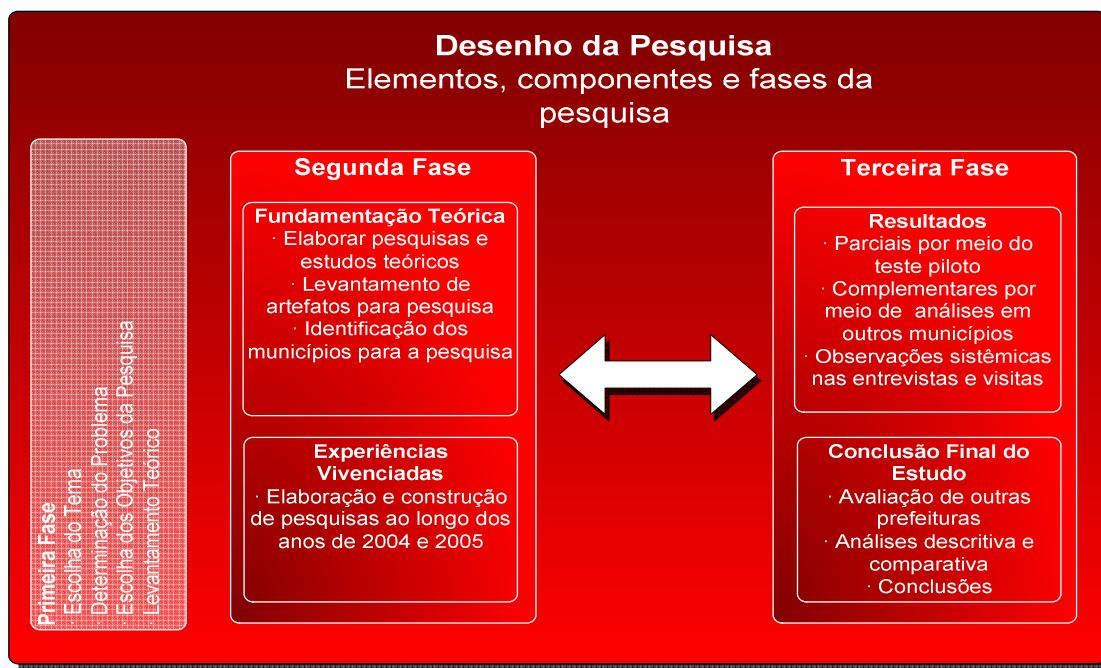 Desenho da Pesquisa
Elementos, componentes e fases da
pesquisa
Primeira Fase
· Escolha do Tema
· Determinação do Problema
· Escolha dos Objetivos da Pesquisa
· Levantamento Teórico
Segunda Fase
Fundamentação Teórica
· Elaborar pesquisas e
estudos teóricos
· Levantamento de
artefatos para pesquisa
· Identificação dos
municípios para a pesquisa
Experiências
Vivenciadas
· Elaboração e construção
de pesquisas ao longo dos
anos de 2004 e 2005
Terceira Fase
Resultados
· Parciais por meio do
teste piloto
· Complementares por
meio de análises em
outros municípios
· Observações sistêmicas
nas entrevistas e visitas
Conclusão Final do
Estudo
· Avaliação de outras
prefeituras
· Análises descritiva e
comparativa
· Conclusões